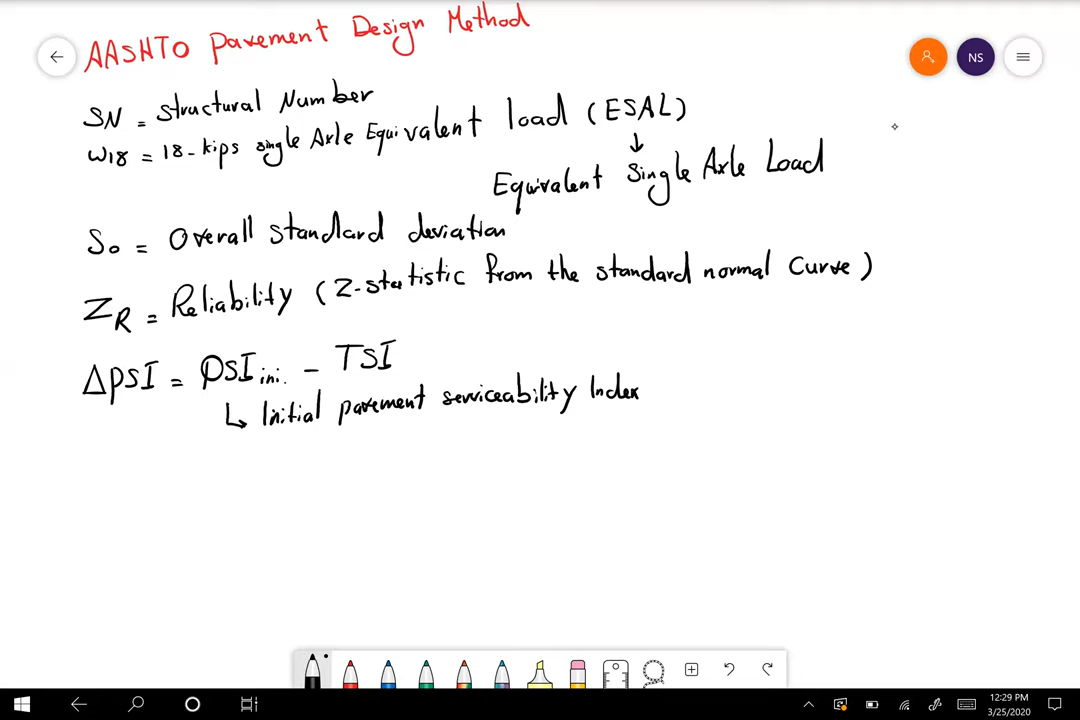 AASHTO Pavement Design Method
NS
SN = Structural Number
W18 = 18-kips single Axle Equivalent load (ESAL)
↓
Equivalent Single Axle Load
So = Overall standard deviation
ZR = Reliability (Z-statistic from the standard normal Curve)
ΔPSI = PSI ini. - TSI
↳ Initial pavement serviceability Index
12:29 PM
3/25/2020